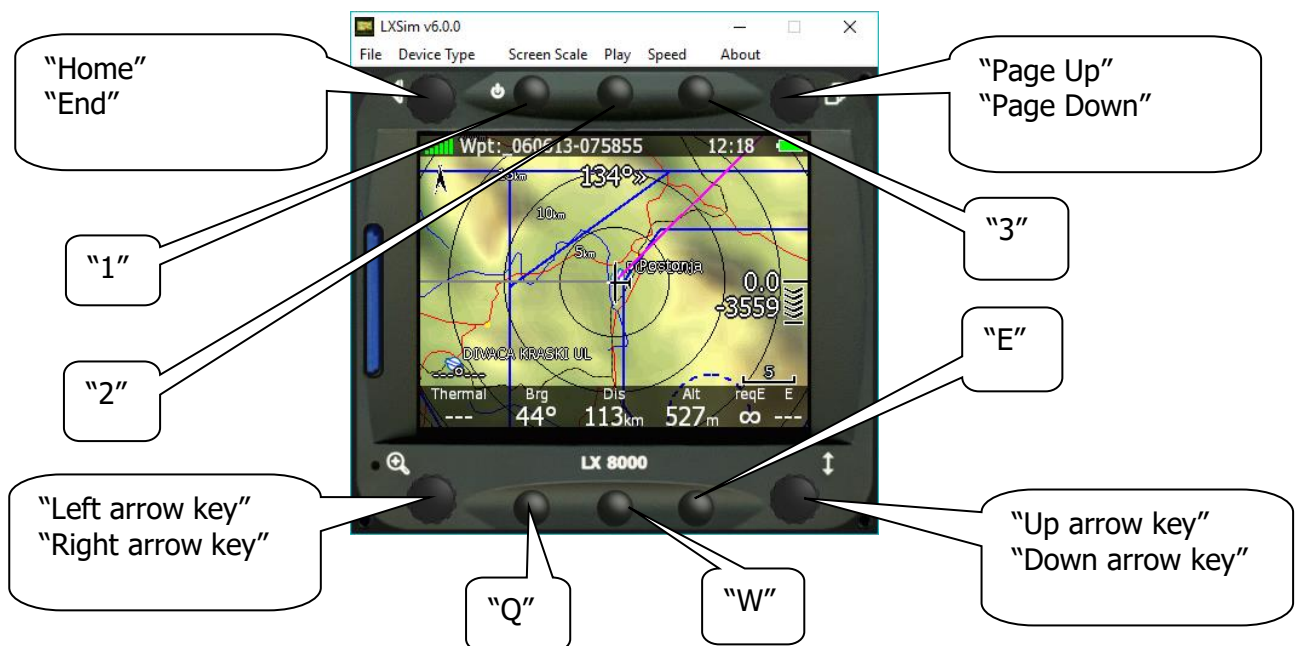 LXSim v6.0.0
File Device Type Screen Scale Play Speed About
“Home”
“End”
“Page Up”
“Page Down”
Wpt:_060613-075855 12:18
134°»
10km
5km
Postonja
0.0
-3559
DIVACA KRASKI UL
---°---
5
Thermal Brg Dis Alt reqE E
--- 44° 113km 527m ∞ ---
LX 8000
“1”
“3”
“2”
“E”
“Left arrow key”
“Right arrow key”
“Up arrow key”
“Down arrow key”
“Q”
“W”